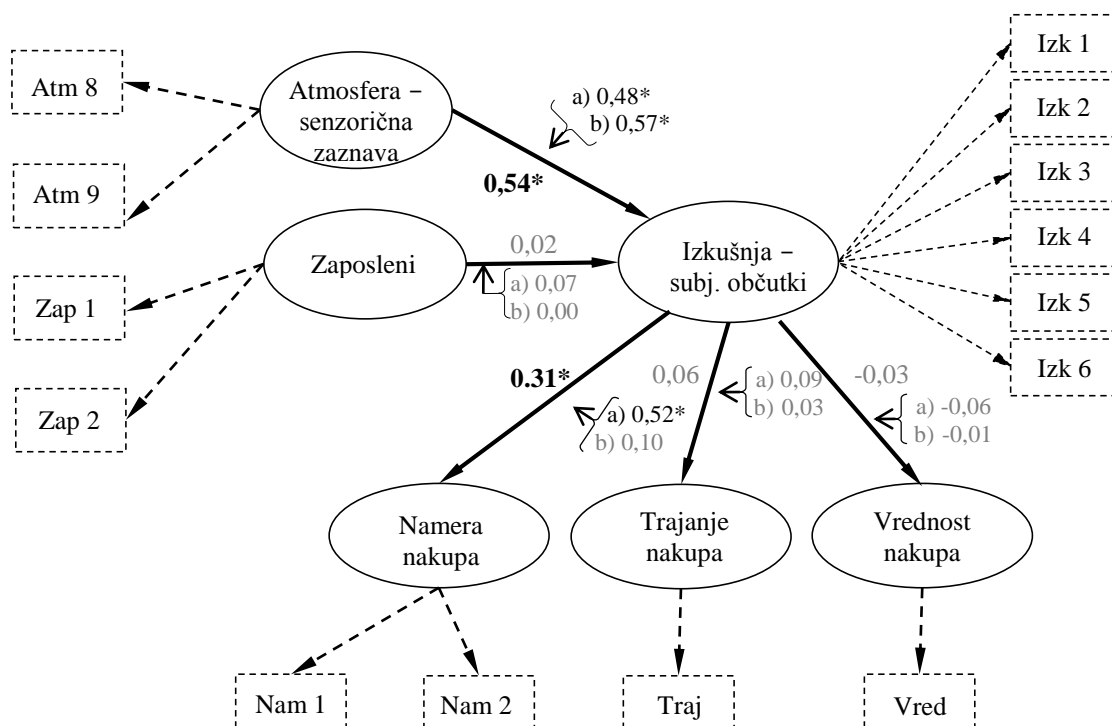 Atm 8
Atm 9
Zap 1
Zap 2
Atmosfera –
senzorična
zaznava
Zaposleni
a) 0,48*
b) 0,57*
0,54*
0,02
a) 0,07
b) 0,00
Izkušnja –
subj. občutki
Izk 1
Izk 2
Izk 3
Izk 4
Izk 5
Izk 6
0.31*
a) 0,52*
b) 0,10
0,06
a) 0,09
b) 0,03
-0,03
a) -0,06
b) -0,01
Namera
nakupa
Trajanje
nakupa
Vrednost
nakupa
Nam 1
Nam 2
Traj
Vred